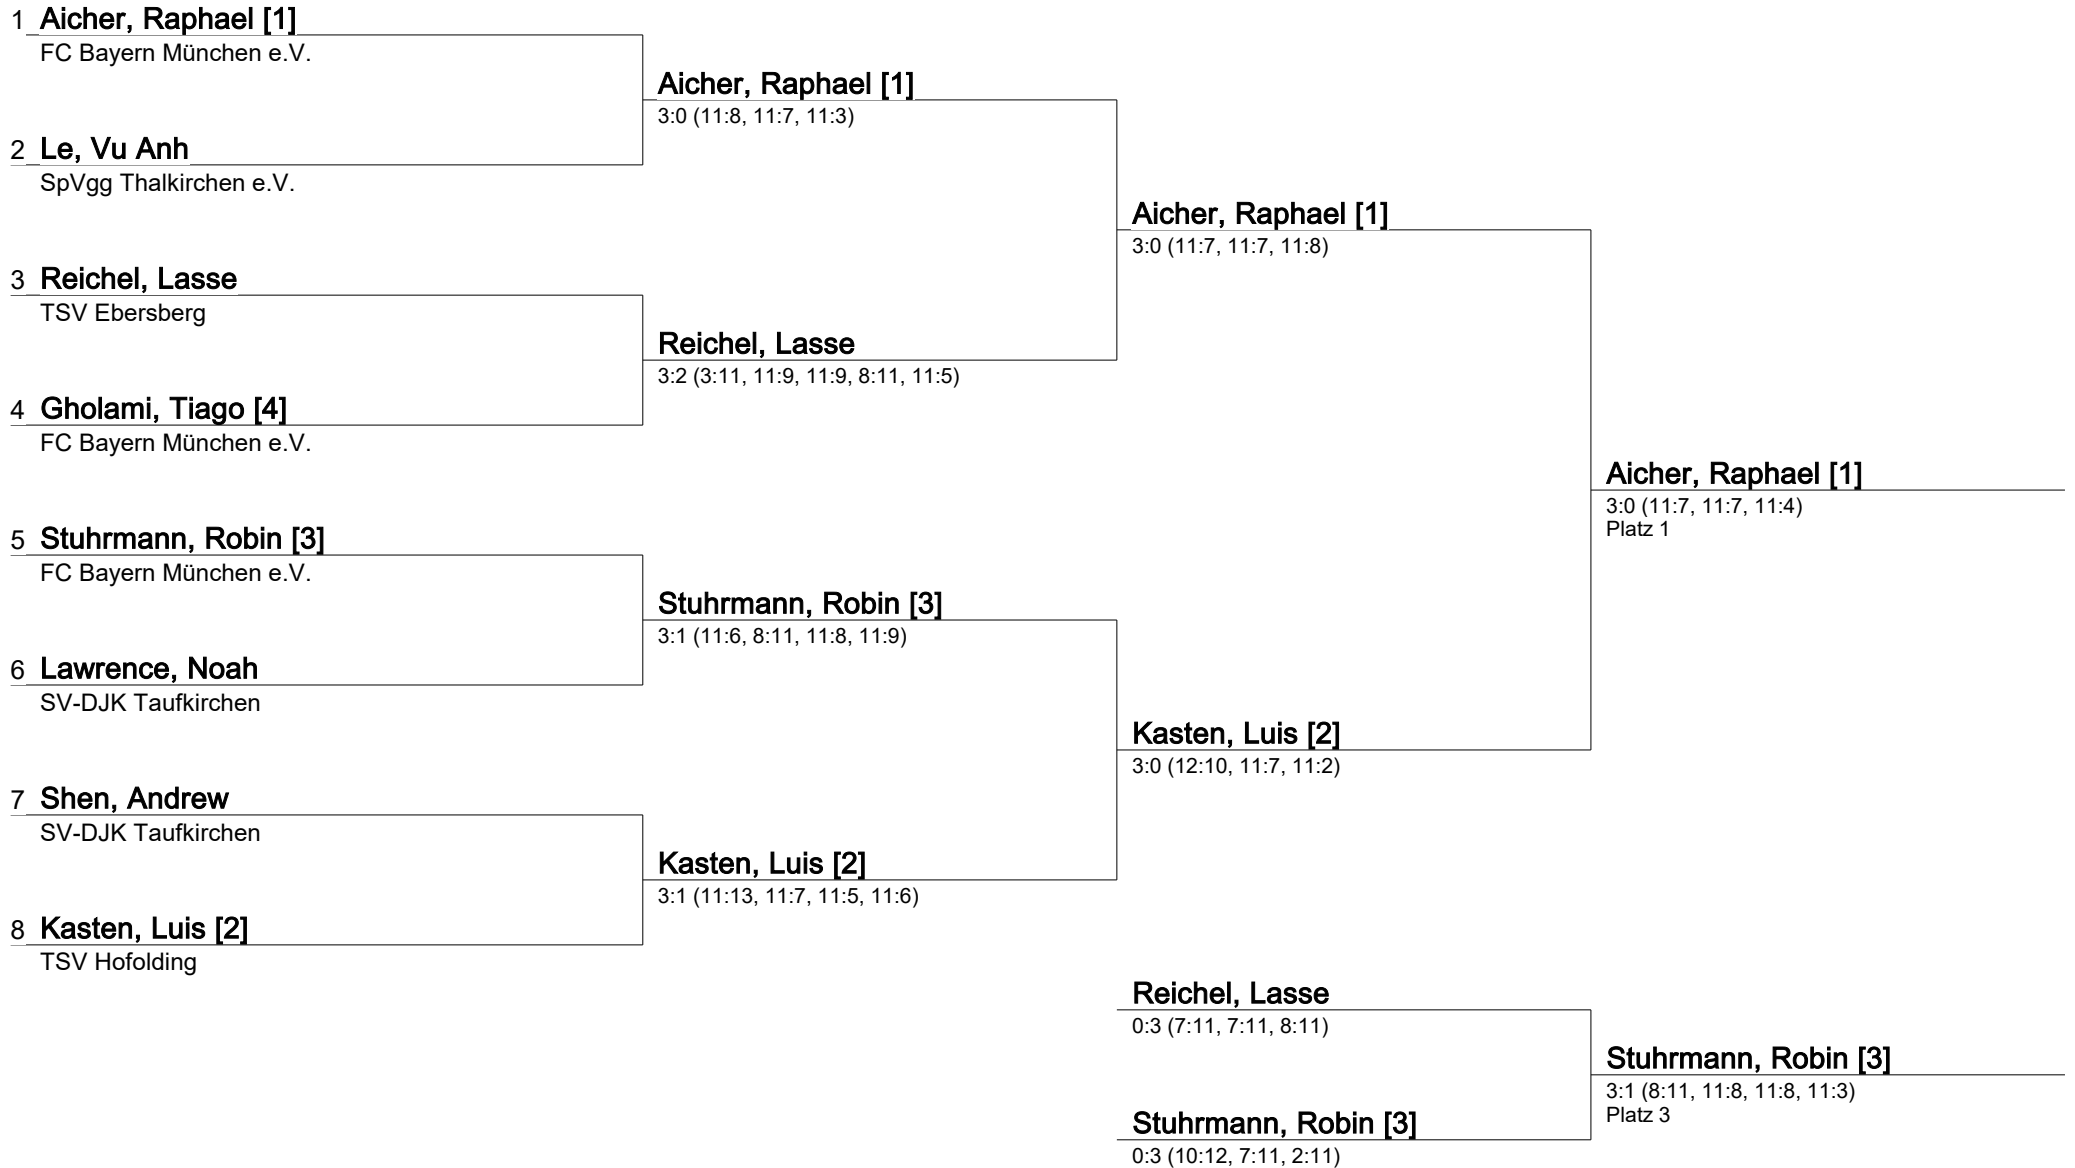 1 Aicher, Raphael [1]
FC Bayern München e.V.
Aicher, Raphael [1]
3:0 (11:8, 11:7, 11:3)
2 Le, Vu Anh
SpVgg Thalkirchen e.V.
Aicher, Raphael [1]
3:0 (11:7, 11:7, 11:8)
3 Reichel, Lasse
TSV Ebersberg
Reichel, Lasse
3:2 (3:11, 11:9, 11:9, 8:11, 11:5)
4 Gholami, Tiago [4]
FC Bayern München e.V.
Aicher, Raphael [1]
3:0 (11:7, 11:7, 11:4)
Platz 1
5 Stuhrmann, Robin [3]
FC Bayern München e.V.
Stuhrmann, Robin [3]
3:1 (11:6, 8:11, 11:8, 11:9)
6 Lawrence, Noah
SV-DJK Taufkirchen
Kasten, Luis [2]
3:0 (12:10, 11:7, 11:2)
7 Shen, Andrew
SV-DJK Taufkirchen
Kasten, Luis [2]
3:1 (11:13, 11:7, 11:5, 11:6)
8 Kasten, Luis [2]
TSV Hofolding
Reichel, Lasse
0:3 (7:11, 7:11, 8:11)
Stuhrmann, Robin [3]
3:1 (8:11, 11:8, 11:8, 11:3)
Platz 3
Stuhrmann, Robin [3]
0:3 (10:12, 7:11, 2:11)